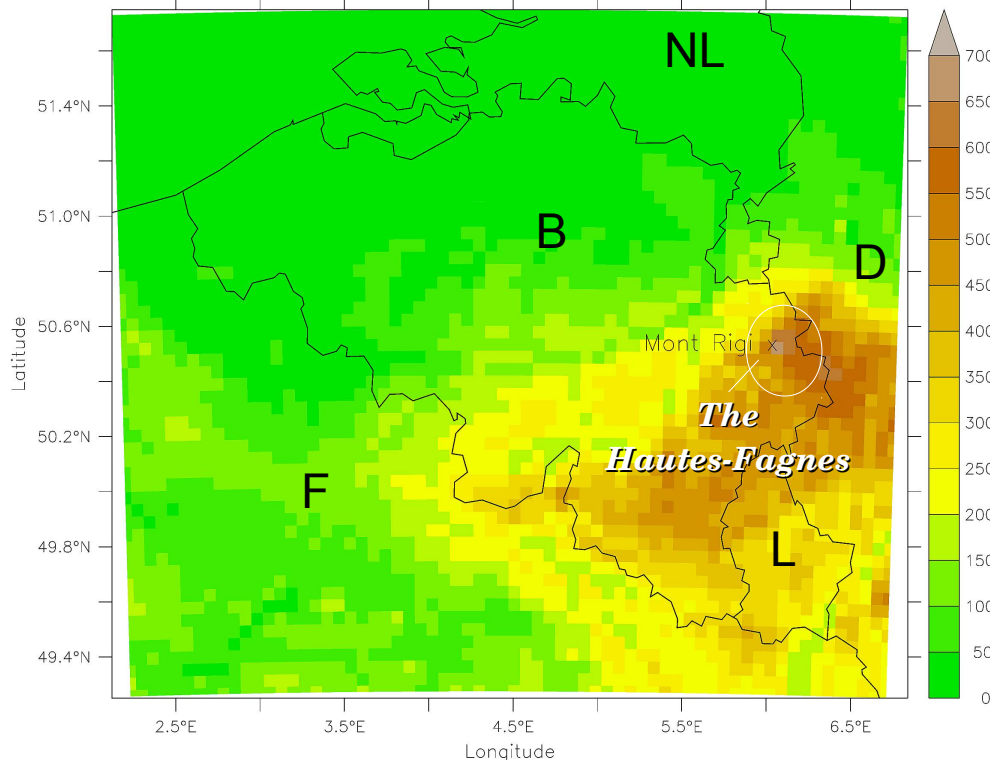 NL
B
D
F
L
Mont Rigi x
The
Hautes-Fagnes
51.4°N
51.0°N
50.6°N
50.2°N
49.8°N
49.4°N
Latitude
2.5°E 3.5°E 4.5°E 5.5°E 6.5°E
Longitude
700
650
600
550
500
450
400
350
300
250
200
150
100
50
0